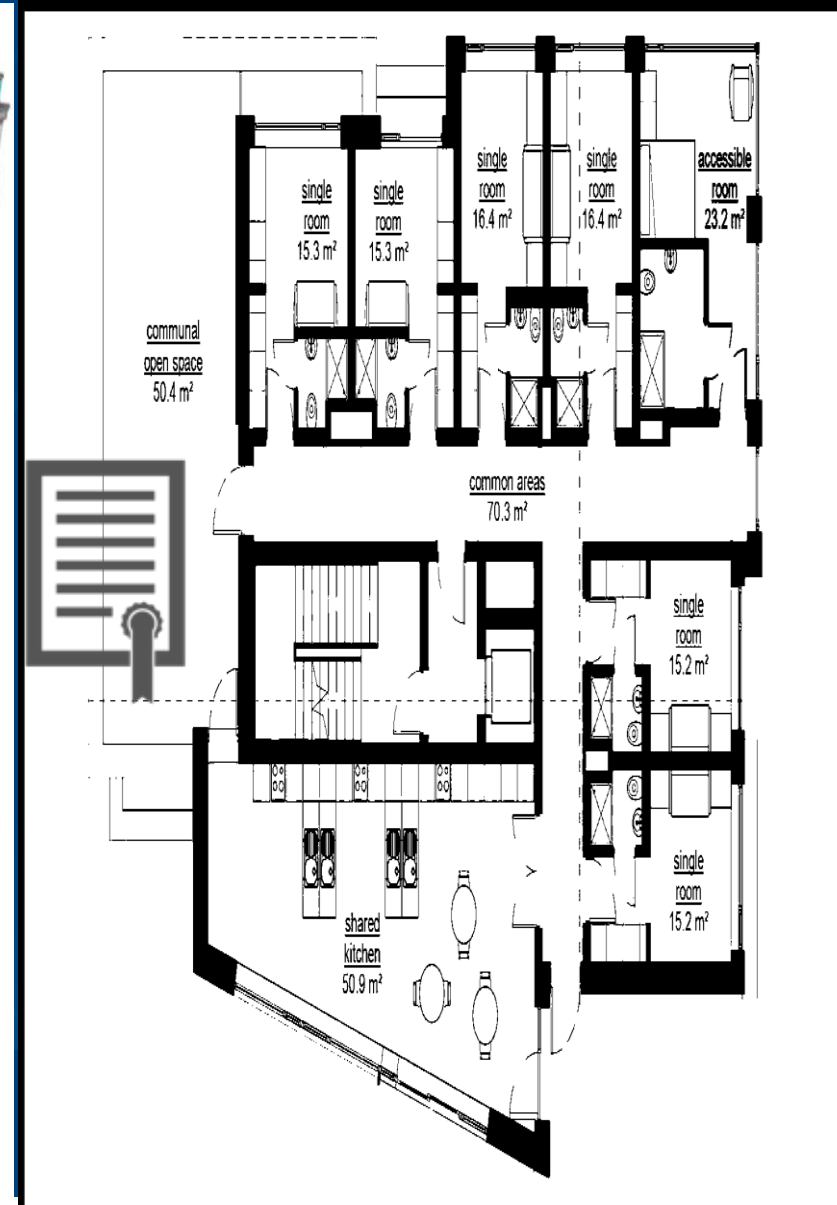 single
room
15.3 m²
single
room
15.3 m²
single
room
16.4 m²
single
room
16.4 m²
accessible
room
23.2 m²
communal
open space
50.4 m²
common areas
70.3 m²
single
room
15.2 m²
single
room
15.2 m²
shared
kitchen
50.9 m²